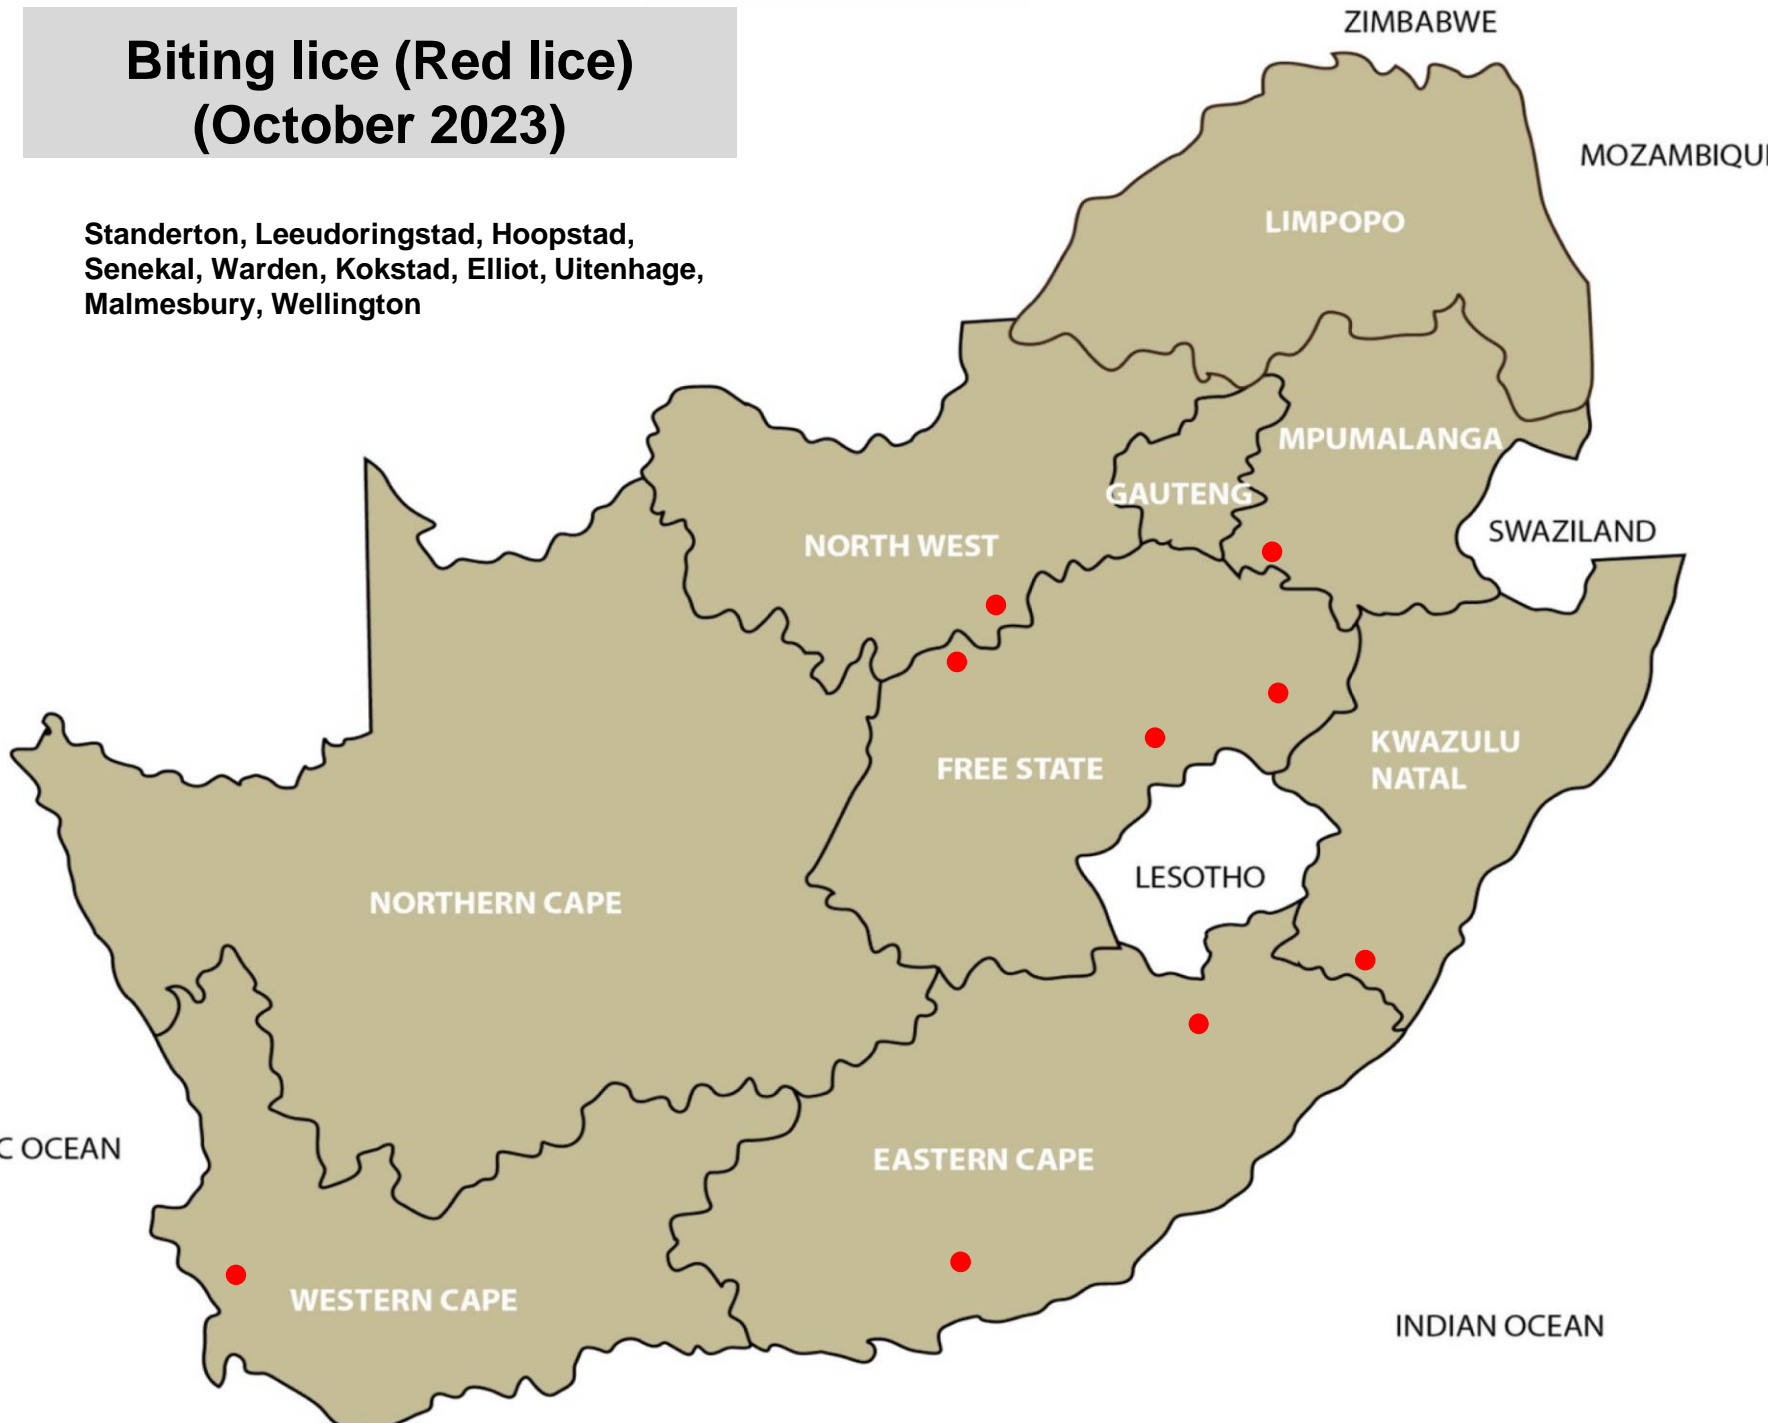 Biting lice (Red lice)
(October 2023)
Standerton, Leeudoringstad, Hoopstad,
Senekal, Warden, Kokstad, Elliot, Uitenhage,
Malmesbury, Wellington
ZIMBABWE
MOZAMBIQU
LIMPOPO
MPUMALANGA
GAUTENG
SWAZILAND
NORTH WEST
KWAZULU
NATAL
FREE STATE
LESOTHO
NORTHERN CAPE
C OCEAN
EASTERN CAPE
WESTERN CAPE
INDIAN OCEAN